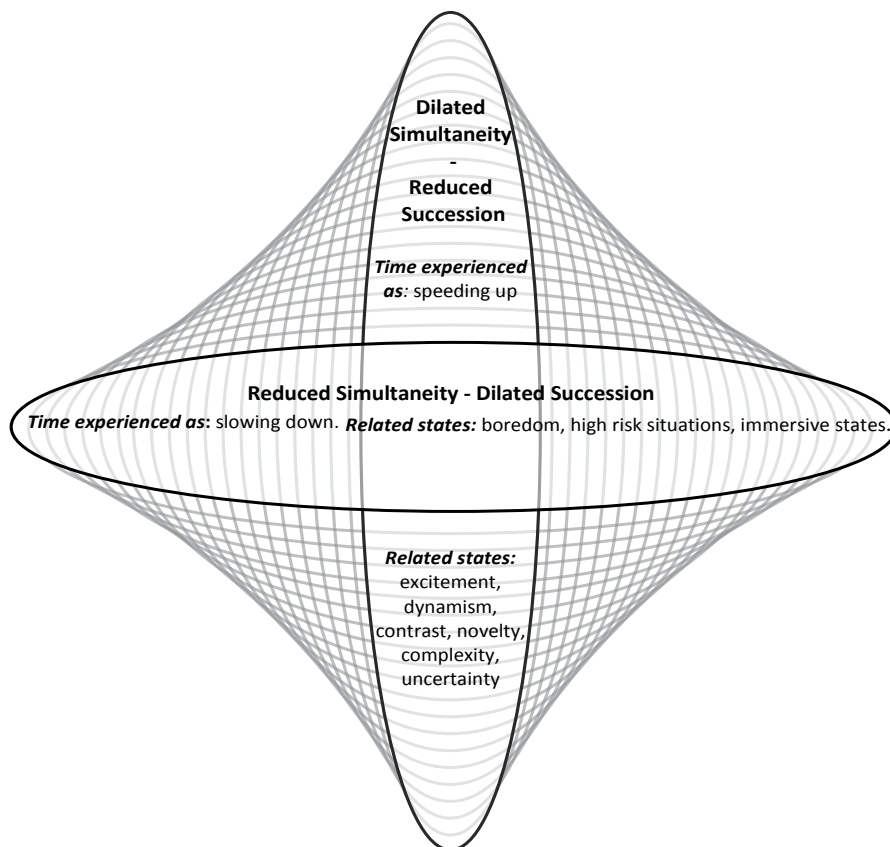 Dilated
Simultaneity
-
Reduced
Succession
Time experienced
as: speeding up
Reduced Simultaneity - Dilated Succession
Time experienced as: slowing down. Related states: boredom, high risk situations, immersive states.
Related states:
excitement,
dynamism,
contrast, novelty,
complexity,
uncertainty